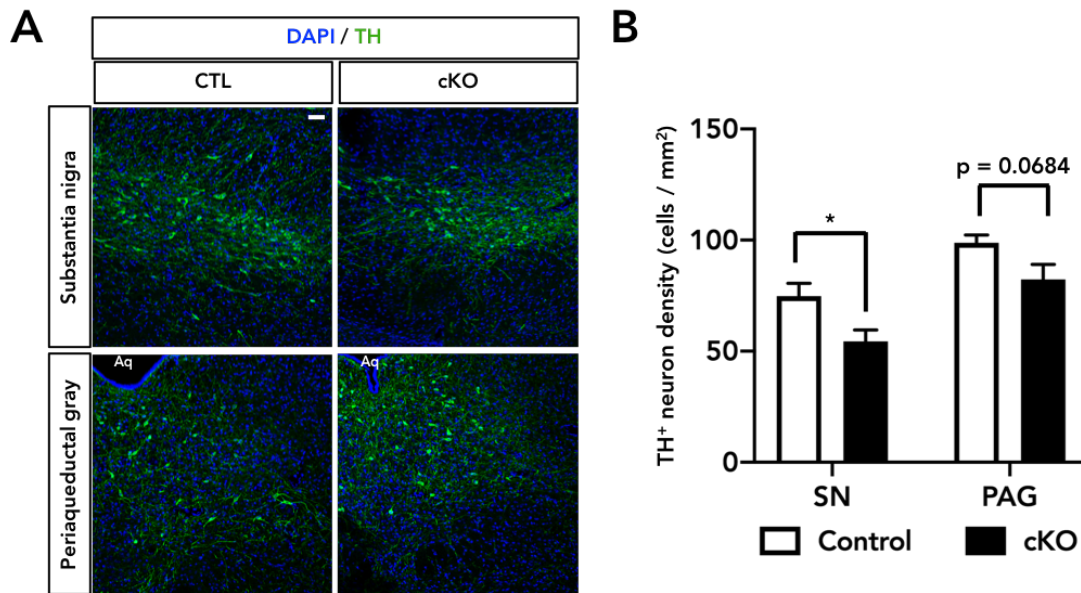 A
DAPI / TH
CTL
cKO
Substantia nigra
Periaqueductal gray
Aq
Aq
B
TH⁺ neuron density (cells / mm²)
150
100
50
0
*
p = 0.0684
SN
PAG
Control
cKO